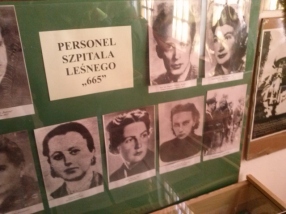 PERSONEL
SZPITALA
LEŚNEGO
„665”